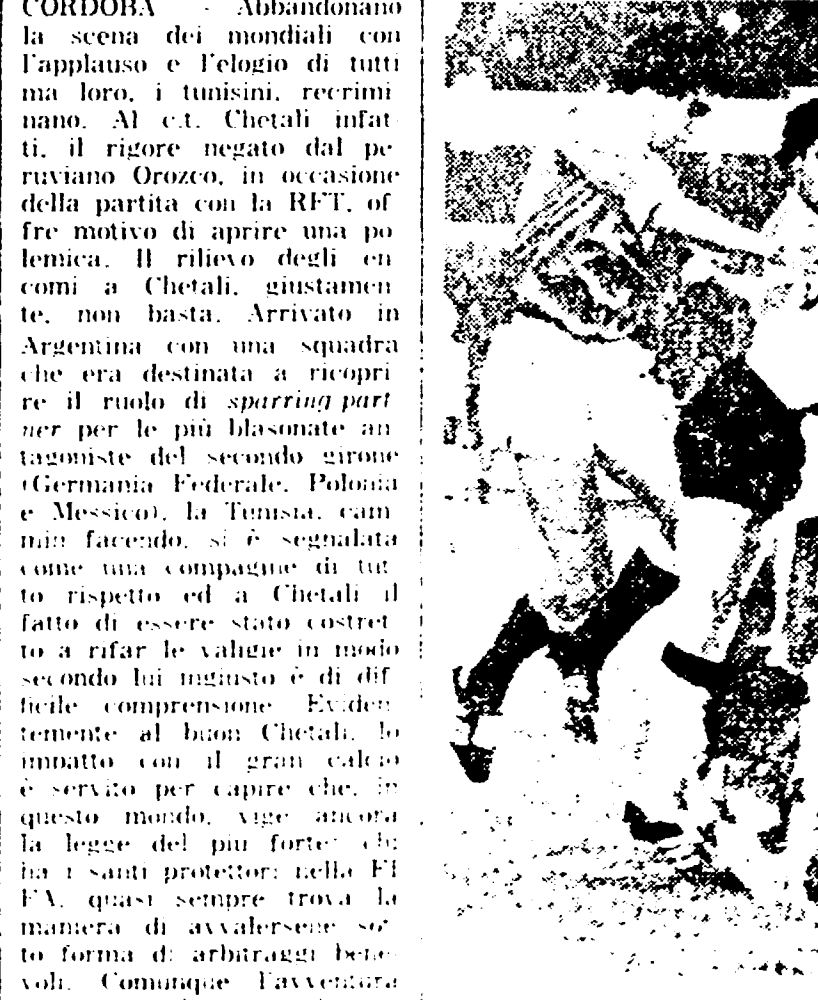 CORDOBA - Abbandonano
la scena dei mondiali con
l'applauso e l'elogio di tutti
ma loro, i tunisini, recrimi
nano. Al c.t. Chetali infat
ti, il rigore negato dal pe
ruviano Orozco, in occasione
della partita con la RFT, of
fre motivo di aprire una po
lemica. Il rilievo degli en
comi a Chetali, giustamen
te, non basta. Arrivato in
Argentina con una squadra
che era destinata a ricopri
re il ruolo di sparring part
ner per le più blasonate an
tagoniste del secondo girone
(Germania Federale, Polonia
e Messico), la Tunisia, cam
min facendo, si è segnalata
come una compagine di tut
to rispetto ed a Chetali il
fatto di essere stato costret
to a rifar le valigie in modo
secondo lui ingiusto è di dif
ficile comprensione Eviden
temente al buon Chetali, lo
impatto con il gran calcio
è servito per capire che, in
questo mondo, vige ancora
la legge del più forte: chi
ha i santi protettori nella FI
FA, quasi sempre trova la
maniera di avvalersene sot
to forma di arbitraggi bene
voli. Comunque l'avventura